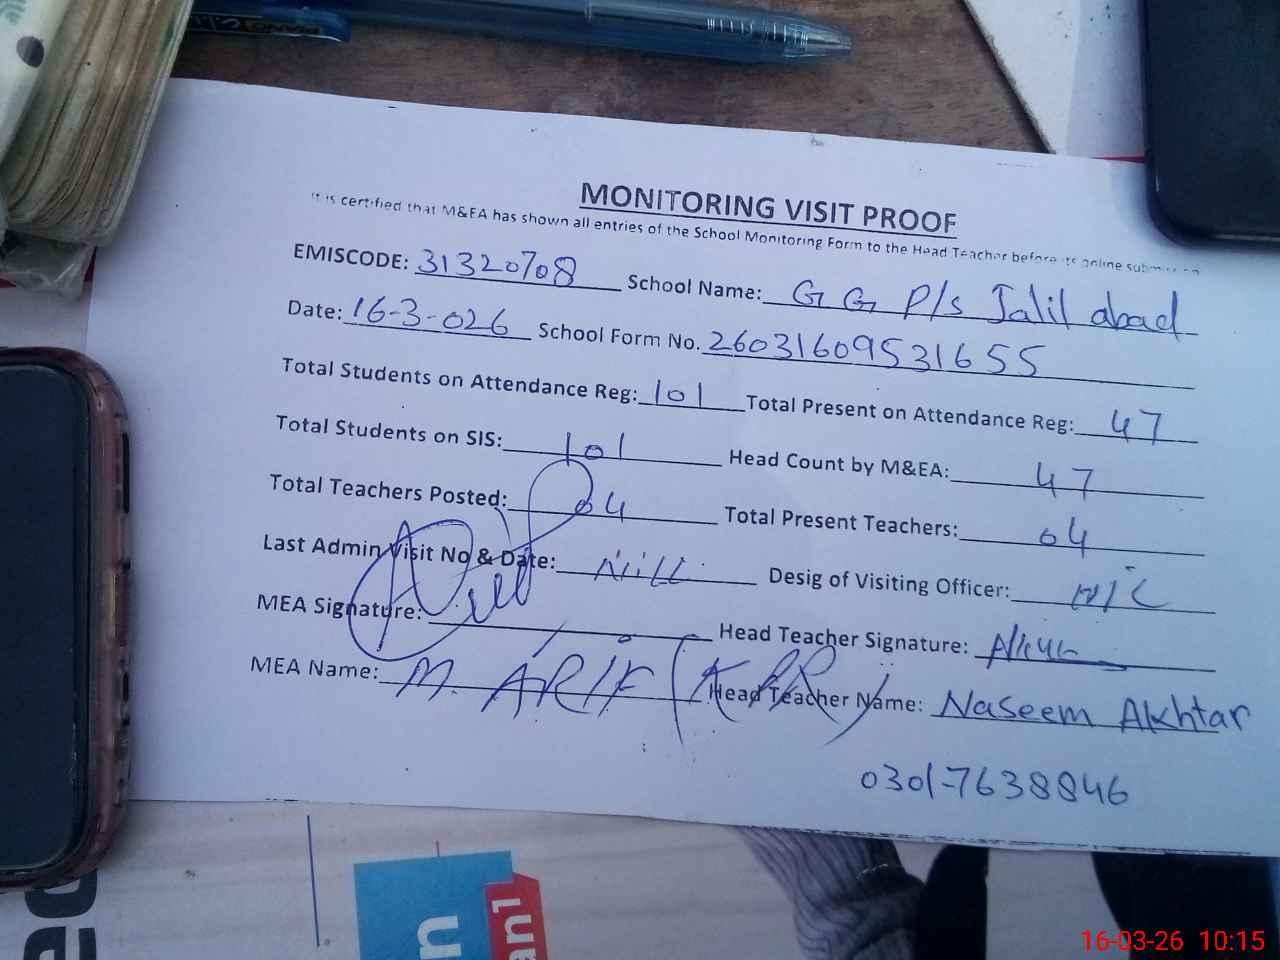 MONITORING VISIT PROOF
It is certified that M&EA has shown all entries of the School Monitoring Form to the Head Teacher before its online submission
EMISCODE: 31320708 School Name: G G P/s Jalil abad
Date: 16-3-026 School Form No. 26031609531655
Total Students on Attendance Reg: 101 Total Present on Attendance Reg: 47
Total Students on SIS: 101 Head Count by M&EA: 47
Total Teachers Posted: 04 Total Present Teachers: 04
Last Admin Visit No & Date: Nill Desig of Visiting Officer:
MEA Signature: Head Teacher Signature:
MEA Name: M. ARIF Head Teacher Name: Naseem Akhtar
0301-7638846
16-03-26 10:15